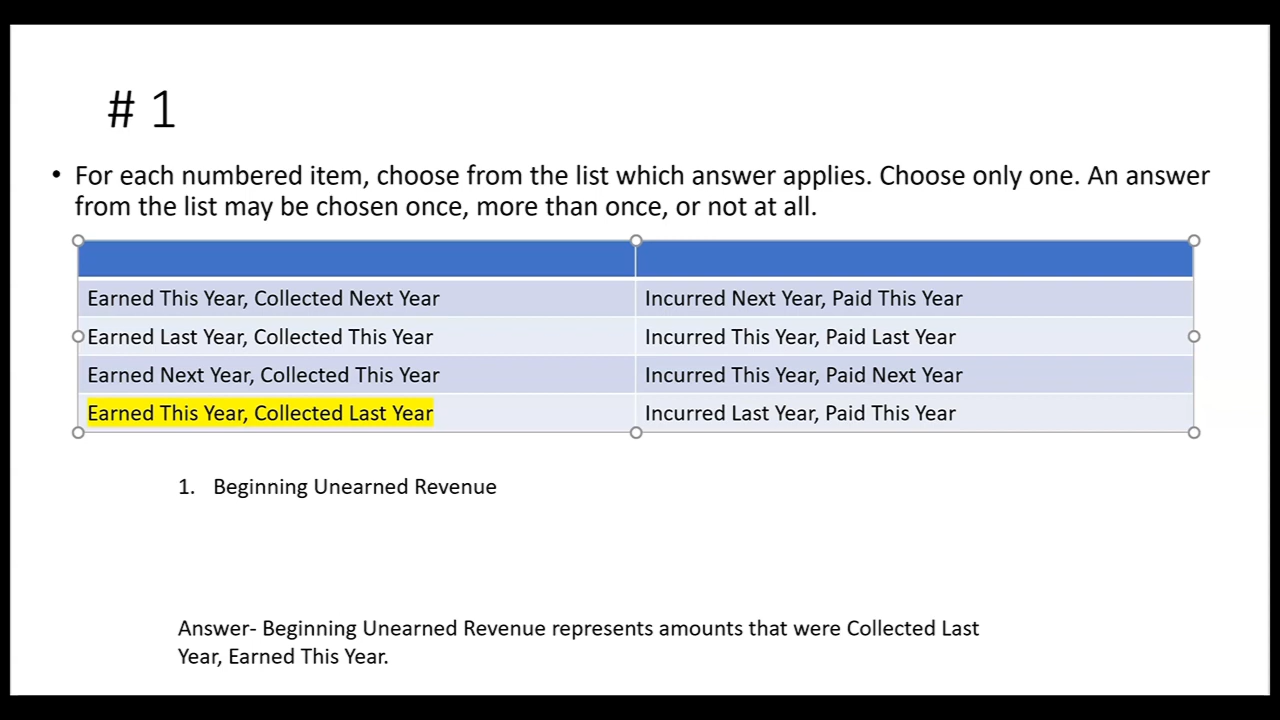 # 1
• For each numbered item, choose from the list which answer applies. Choose only one. An answer
from the list may be chosen once, more than once, or not at all.
Earned This Year, Collected Next Year
Incurred Next Year, Paid This Year
Earned Last Year, Collected This Year
Incurred This Year, Paid Last Year
Earned Next Year, Collected This Year
Incurred This Year, Paid Next Year
Earned This Year, Collected Last Year
Incurred Last Year, Paid This Year
1. Beginning Unearned Revenue
Answer- Beginning Unearned Revenue represents amounts that were Collected Last
Year, Earned This Year.